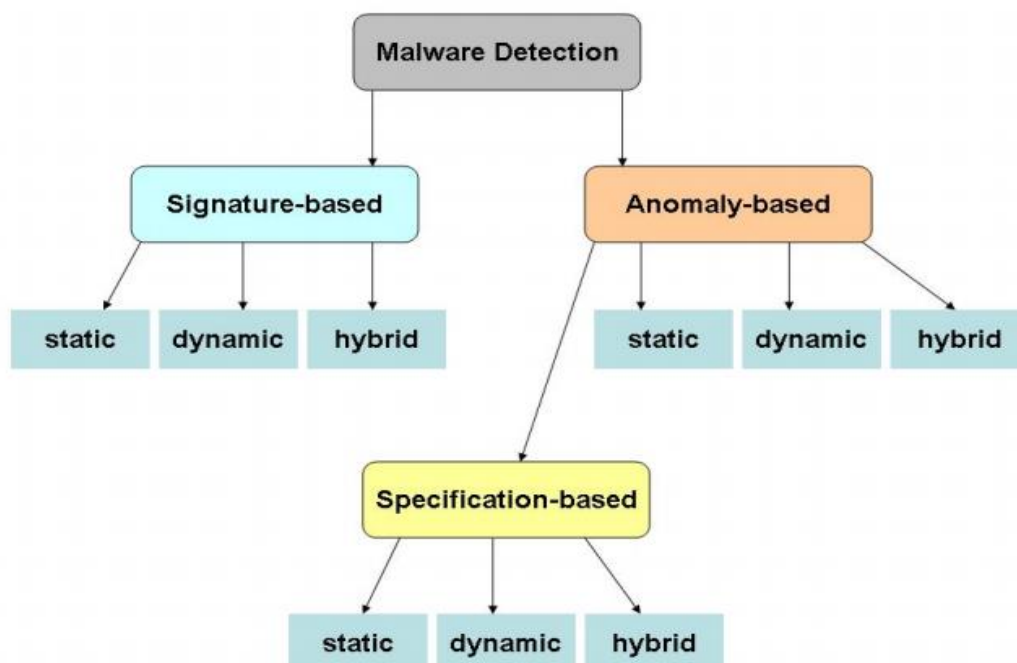 Malware Detection
Signature-based
Anomaly-based
static
dynamic
hybrid
static
dynamic
hybrid
Specification-based
static
dynamic
hybrid